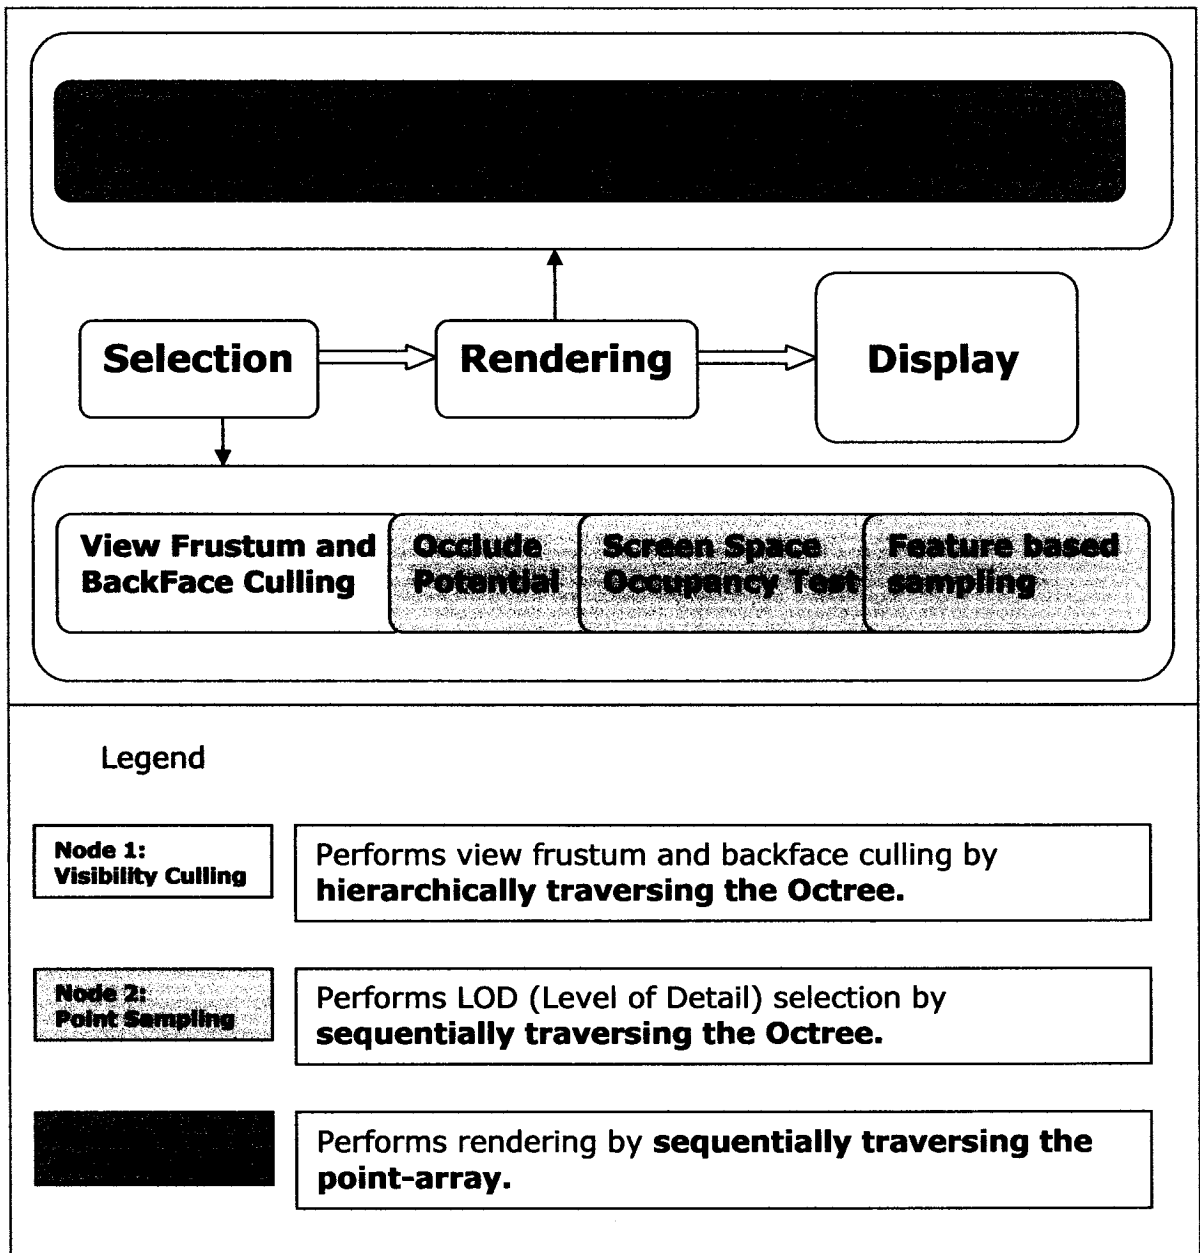 Selection
Rendering
Display
View Frustum and
BackFace Culling
Occlude
Potential
Screen Space
Occupancy Test
Feature based
sampling
Legend
Node 1:
Visibility Culling
Performs view frustum and backface culling by
hierarchically traversing the Octree.
Node 2:
Point Sampling
Performs LOD (Level of Detail) selection by
sequentially traversing the Octree.
Performs rendering by sequentially traversing the
point-array.